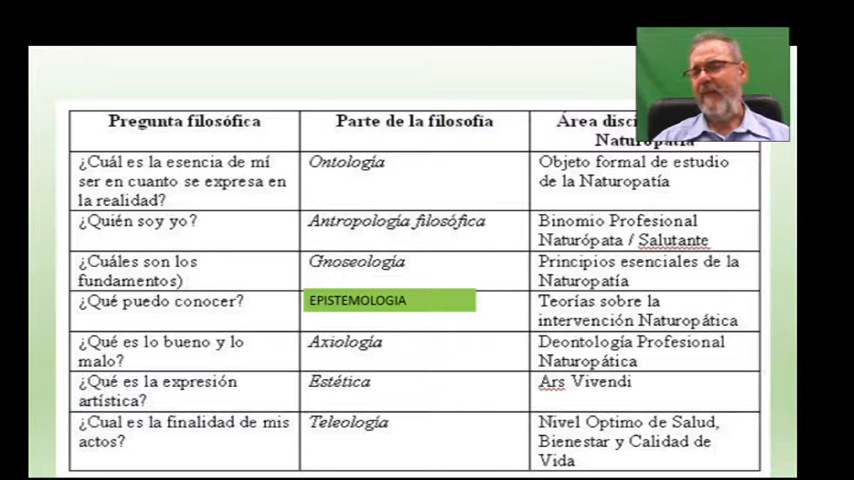 Pregunta filosófica
Parte de la filosofía
Área
Naturopatía
¿Cuál es la esencia de mí
ser en cuanto se expresa en
la realidad?
Ontología
Objeto formal de estudio
de la Naturopatía
¿Quién soy yo?
Antropología filosófica
Binomio Profesional
Naturópata / Salutante
¿Cuáles son los
fundamentos)
Gnoseología
Principios esenciales de la
Naturopatía
¿Qué puedo conocer?
EPISTEMOLOGIA
Teorías sobre la
intervención Naturopática
¿Qué es lo bueno y lo
malo?
Axiología
Deontología Profesional
Naturopática
¿Qué es la expresión
artística?
Estética
Ars Vivendi
¿Cual es la finalidad de mis
actos?
Teleología
Nivel Optimo de Salud,
Bienestar y Calidad de
Vida